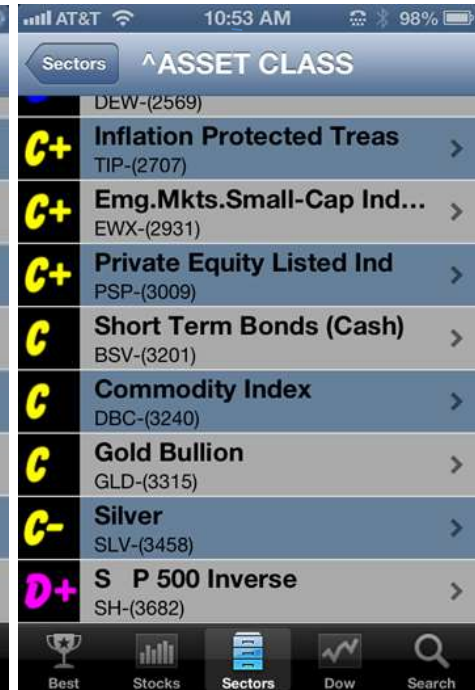 AT&T 10:53 AM 98%
Sectors ^ASSET CLASS
DEW-(2569)
C+ Inflation Protected Treas
TIP-(2707)
C+ Emg.Mkts.Small-Cap Ind...
EWX-(2931)
C+ Private Equity Listed Ind
PSP-(3009)
C Short Term Bonds (Cash)
BSV-(3201)
C Commodity Index
DBC-(3240)
C Gold Bullion
GLD-(3315)
C- Silver
SLV-(3458)
D+ S P 500 Inverse
SH-(3682)
Best Stocks Sectors Dow Search